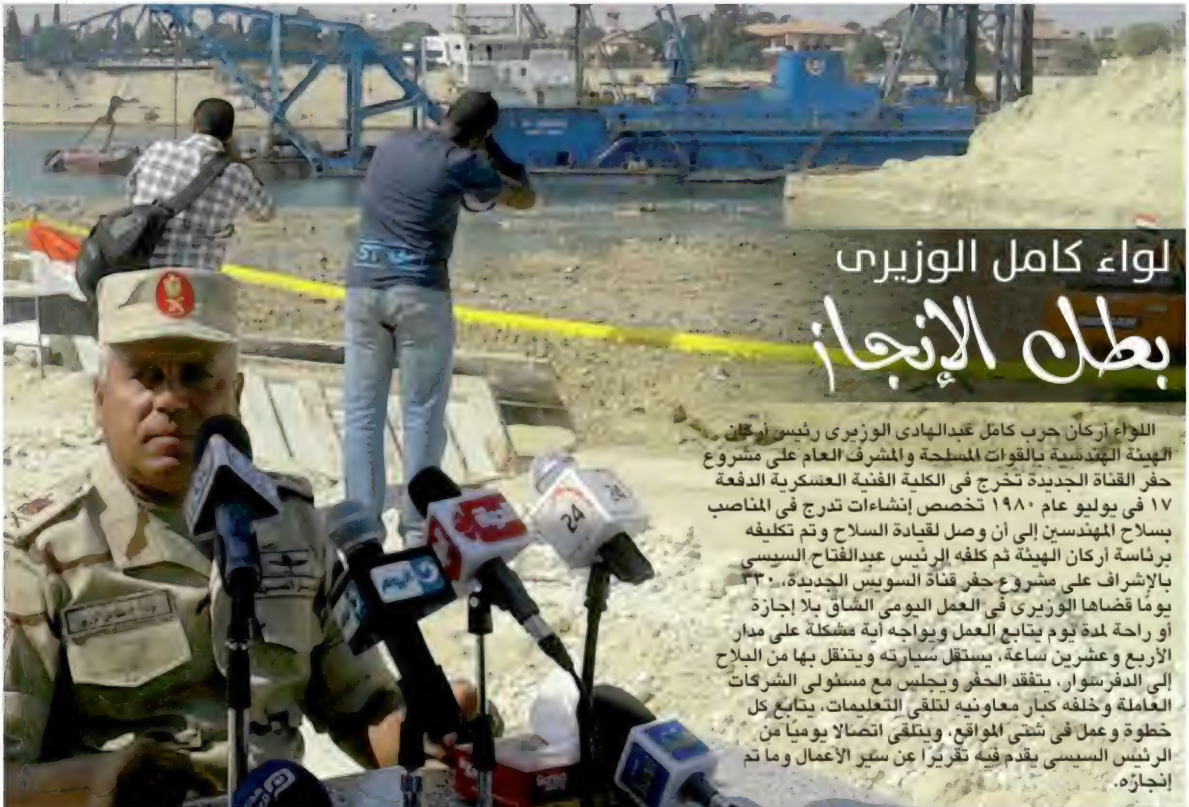 لواء كامل الوزيرى
بطل الإنجاز
اللواء أركان حرب كامل عبدالهادى الوزيرى رئيس أركان
الهيئة الهندسية بالقوات المسلحة والمشرف العام على مشروع
حفر القناة الجديدة تخرج فى الكلية الفنية العسكرية الدفعة
١٧ فى يوليو عام ١٩٨٠ تخصص إنشاءات تدرج فى المناصب
بسلاح المهندسين إلى أن وصل لقيادة السلاح وتم تكليفه
برئاسة أركان الهيئة ثم كلفه الرئيس عبدالفتاح السيسى
بالإشراف على مشروع حفر قناة السويس الجديدة، ٣٣٠
يومًا قضاها الوزيرى فى العمل اليومى الشاق بلا إجازة
أو راحة لمدة يوم يتابع العمل ويواجه أية مشكلة على مدار
الأربع وعشرين ساعة، يستقل سيارته ويتنقل بها من البلاح
إلى الدفرسوار، يتفقد الحفر ويجلس مع مسئولى الشركات
العاملة وخلفه كبار معاونيه لتلقى التعليمات، يتابع كل
خطوة وعمل فى شتى المواقع، ويتلقى اتصالا يوميا من
الرئيس السيسى يقدم فيه تقريرًا عن سير الأعمال وما تم
إنجازه.
24
24